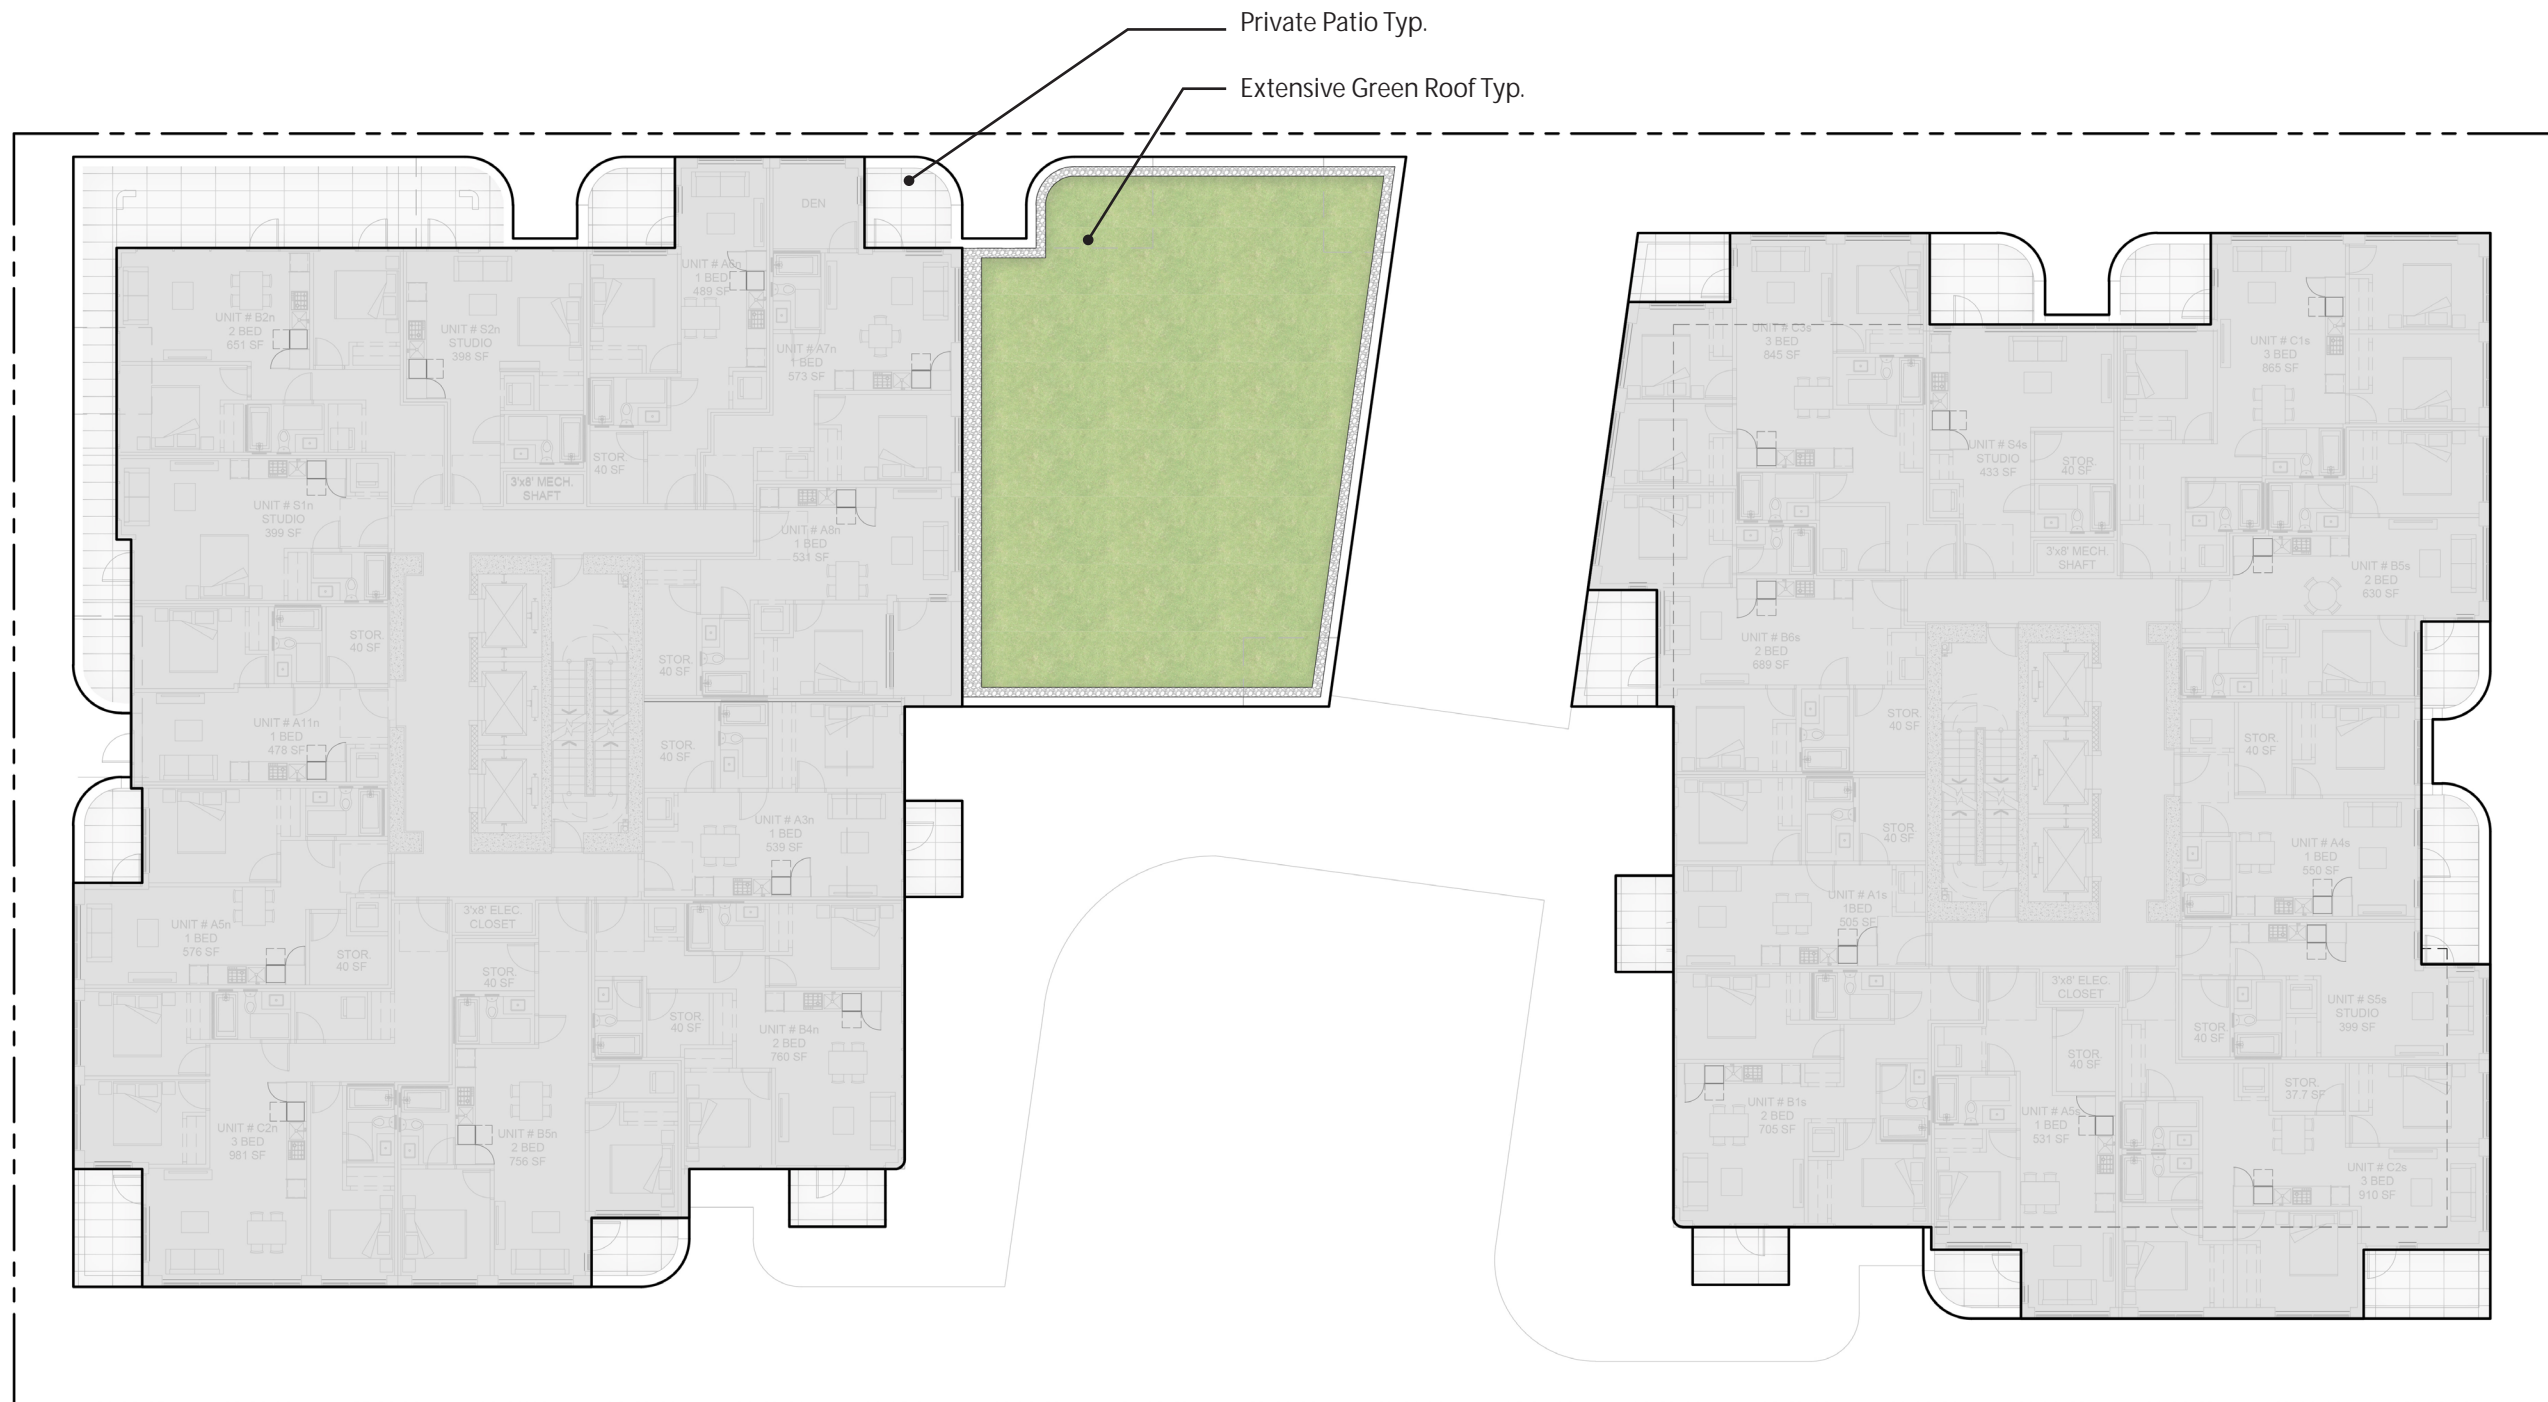 Private Patio Typ.
Extensive Green Roof Typ.
DEN
UNIT # B2n
2 BED
651 SF
UNIT # S2n
STUDIO
398 SF
UNIT # A6n
1 BED
489 SF
UNIT # A7n
1 BED
573 SF
STOR.
40 SF
3'x8' MECH.
SHAFT
UNIT # S1n
STUDIO
399 SF
UNIT # A8n
1 BED
531 SF
STOR.
40 SF
STOR.
40 SF
UNIT # A11n
1 BED
478 SF
STOR.
40 SF
UNIT # A3n
1 BED
539 SF
UNIT # A5n
1 BED
576 SF
STOR.
40 SF
3'x8' ELEC.
CLOSET
STOR.
40 SF
STOR.
40 SF
UNIT # B4n
2 BED
760 SF
UNIT # C2n
3 BED
981 SF
UNIT # B5n
2 BED
756 SF
UNIT # C3s
3 BED
845 SF
UNIT # C1s
3 BED
865 SF
UNIT # S4s
STUDIO
433 SF
STOR.
40 SF
3'x8' MECH.
SHAFT
UNIT # B5s
2 BED
630 SF
UNIT # B6s
2 BED
689 SF
STOR.
40 SF
STOR.
40 SF
STOR.
40 SF
UNIT # A4s
1 BED
550 SF
UNIT # A1s
1BED
505 SF
3'x8' ELEC.
CLOSET
UNIT # S5s
STUDIO
399 SF
STOR.
40 SF
STOR.
40 SF
STOR.
37.7 SF
UNIT # B1s
2 BED
705 SF
UNIT # A5s
1 BED
531 SF
UNIT # C2s
3 BED
910 SF